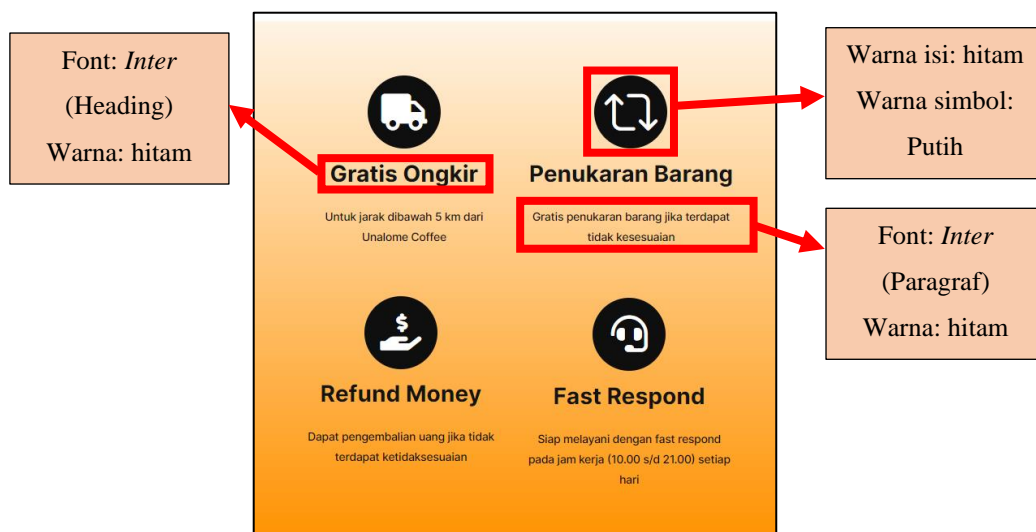 Font: Inter
(Heading)
Warna: hitam
Warna isi: hitam
Warna simbol:
Putih
Gratis Ongkir
Untuk jarak dibawah 5 km dari
Unalome Coffee
Penukaran Barang
Gratis penukaran barang jika terdapat
tidak kesesuaian
Font: Inter
(Paragraf)
Warna: hitam
$
Refund Money
Dapat pengembalian uang jika tidak
terdapat ketidaksesuaian
Fast Respond
Siap melayani dengan fast respond
pada jam kerja (10.00 s/d 21.00) setiap
hari